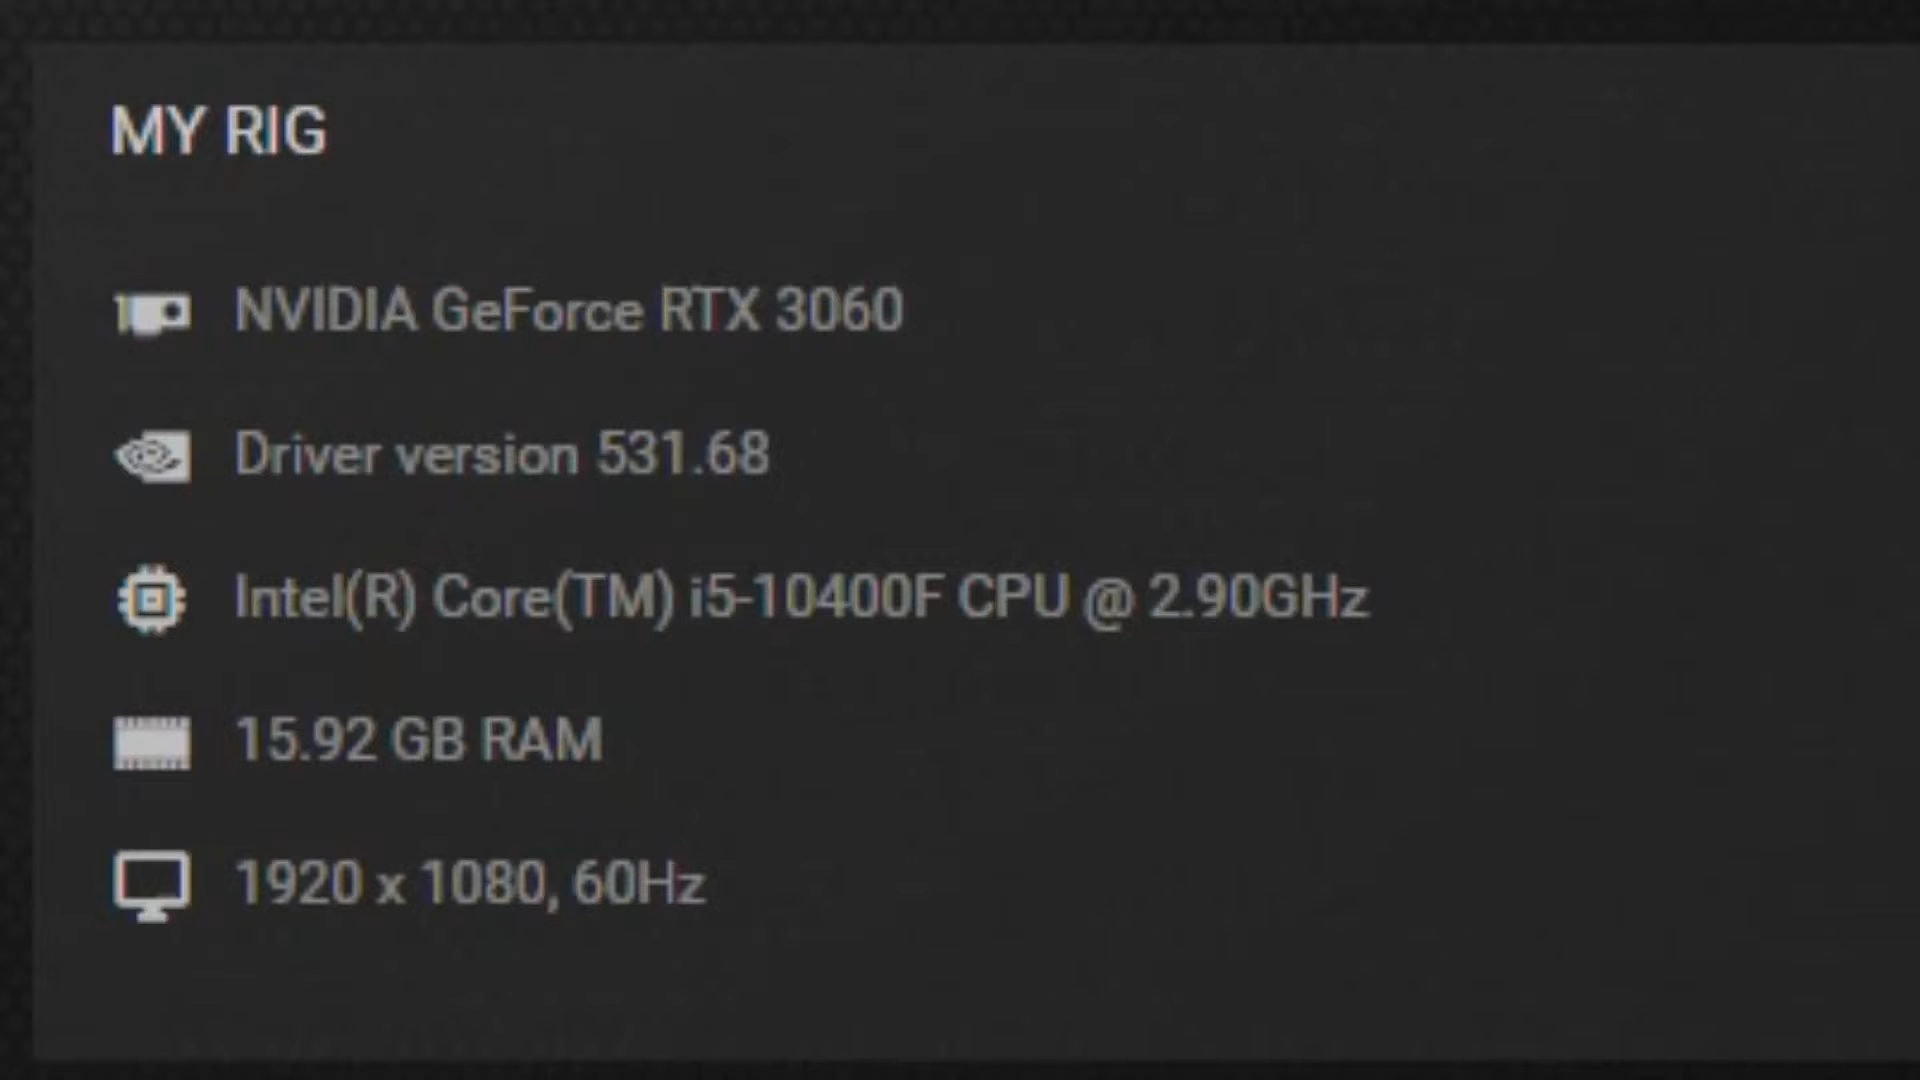 MY RIG
NVIDIA GeForce RTX 3060
Driver version 531.68
Intel(R) Core(TM) i5-10400F CPU @ 2.90GHz
15.92 GB RAM
1920 x 1080, 60Hz